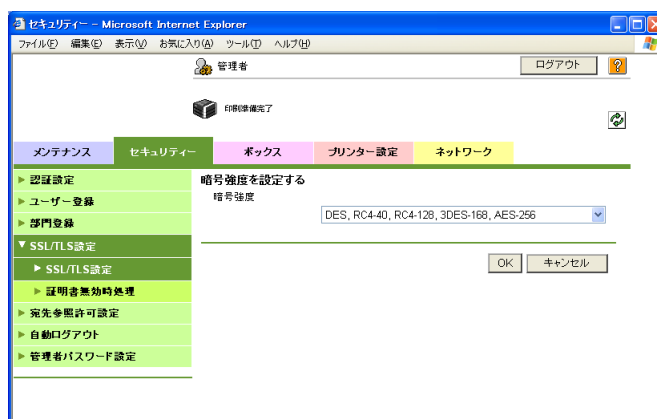 セキュリティー - Microsoft Internet Explorer
ファイル(F) 編集(E) 表示(V) お気に入り(A) ツール(T) ヘルプ(H)
管理者 ログアウト ?
印刷準備完了
メンテナンス セキュリティー ボックス プリンター設定 ネットワーク
認証設定
ユーザー登録
部門登録
SSL/TLS設定
SSL/TLS設定
証明書無効時処理
宛先参照許可設定
自動ログアウト
管理者パスワード設定
暗号強度を設定する
暗号強度
DES, RC4-40, RC4-128, 3DES-168, AES-256
OK キャンセル